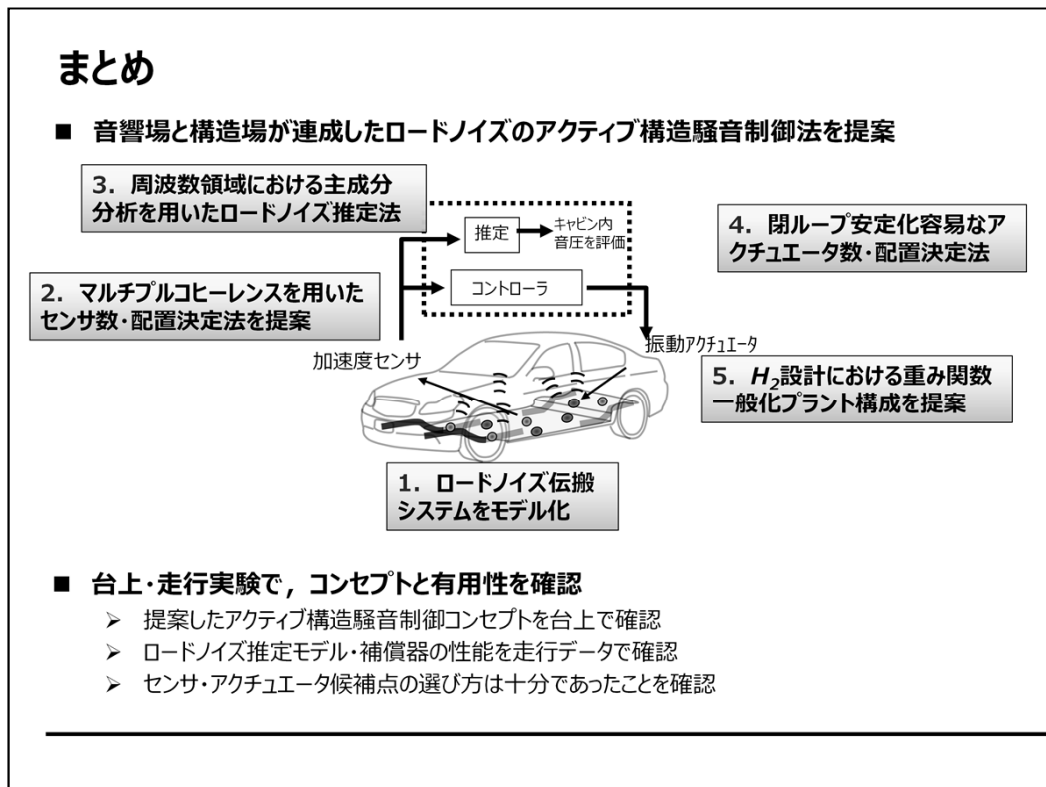 まとめ
■ 音響場と構造場が連成したロードノイズのアクティブ構造騒音制御法を提案
3．周波数領域における主成分
分析を用いたロードノイズ推定法
推定
キャビン内
音圧を評価
4．閉ループ安定化容易なア
クチュエータ数・配置決定法
2．マルチプルコヒーレンスを用いた
センサ数・配置決定法を提案
コントローラ
加速度センサ
振動アクチュエータ
5．H2設計における重み関数
一般化プラント構成を提案
1．ロードノイズ伝搬
システムをモデル化
■ 台上・走行実験で，コンセプトと有用性を確認
➢ 提案したアクティブ構造騒音制御コンセプトを台上で確認
➢ ロードノイズ推定モデル・補償器の性能を走行データで確認
➢ センサ・アクチュエータ候補点の選び方は十分であったことを確認